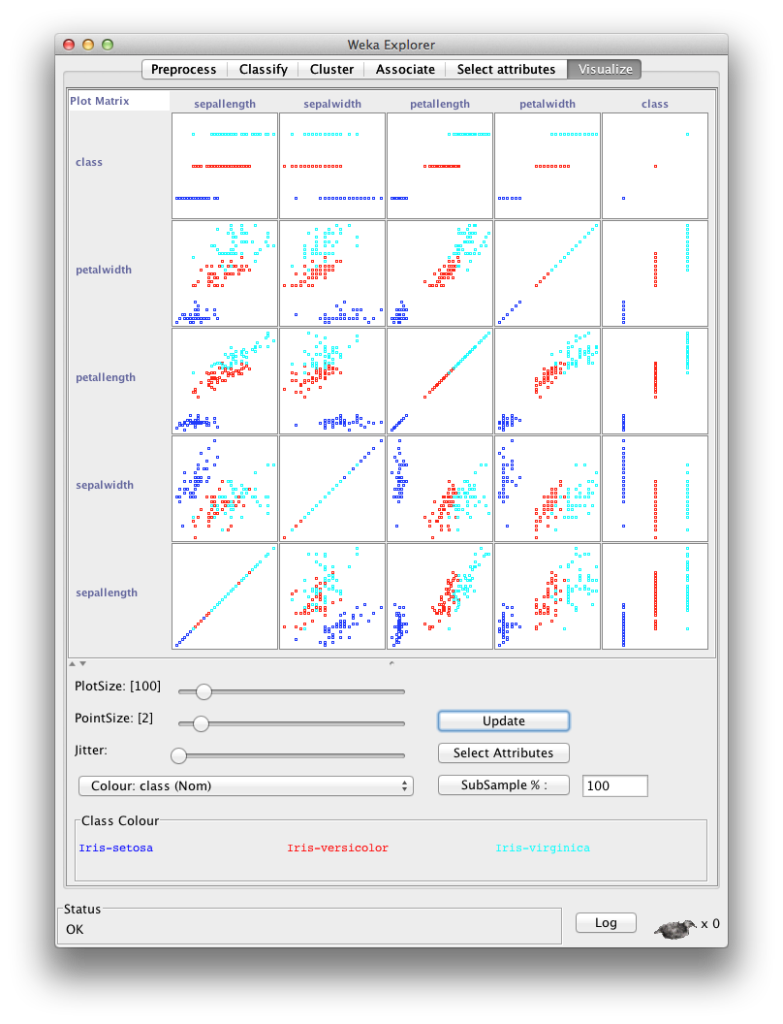 Weka Explorer
Preprocess Classify Cluster Associate Select attributes Visualize
Plot Matrix sepallength sepalwidth petallength petalwidth class
class
petalwidth
petallength
sepalwidth
sepallength
PlotSize: [100]
PointSize: [2] Update
Jitter: Select Attributes
Colour: class (Nom) SubSample % : 100
Class Colour
Iris-setosa Iris-versicolor Iris-virginica
Status
OK Log x 0